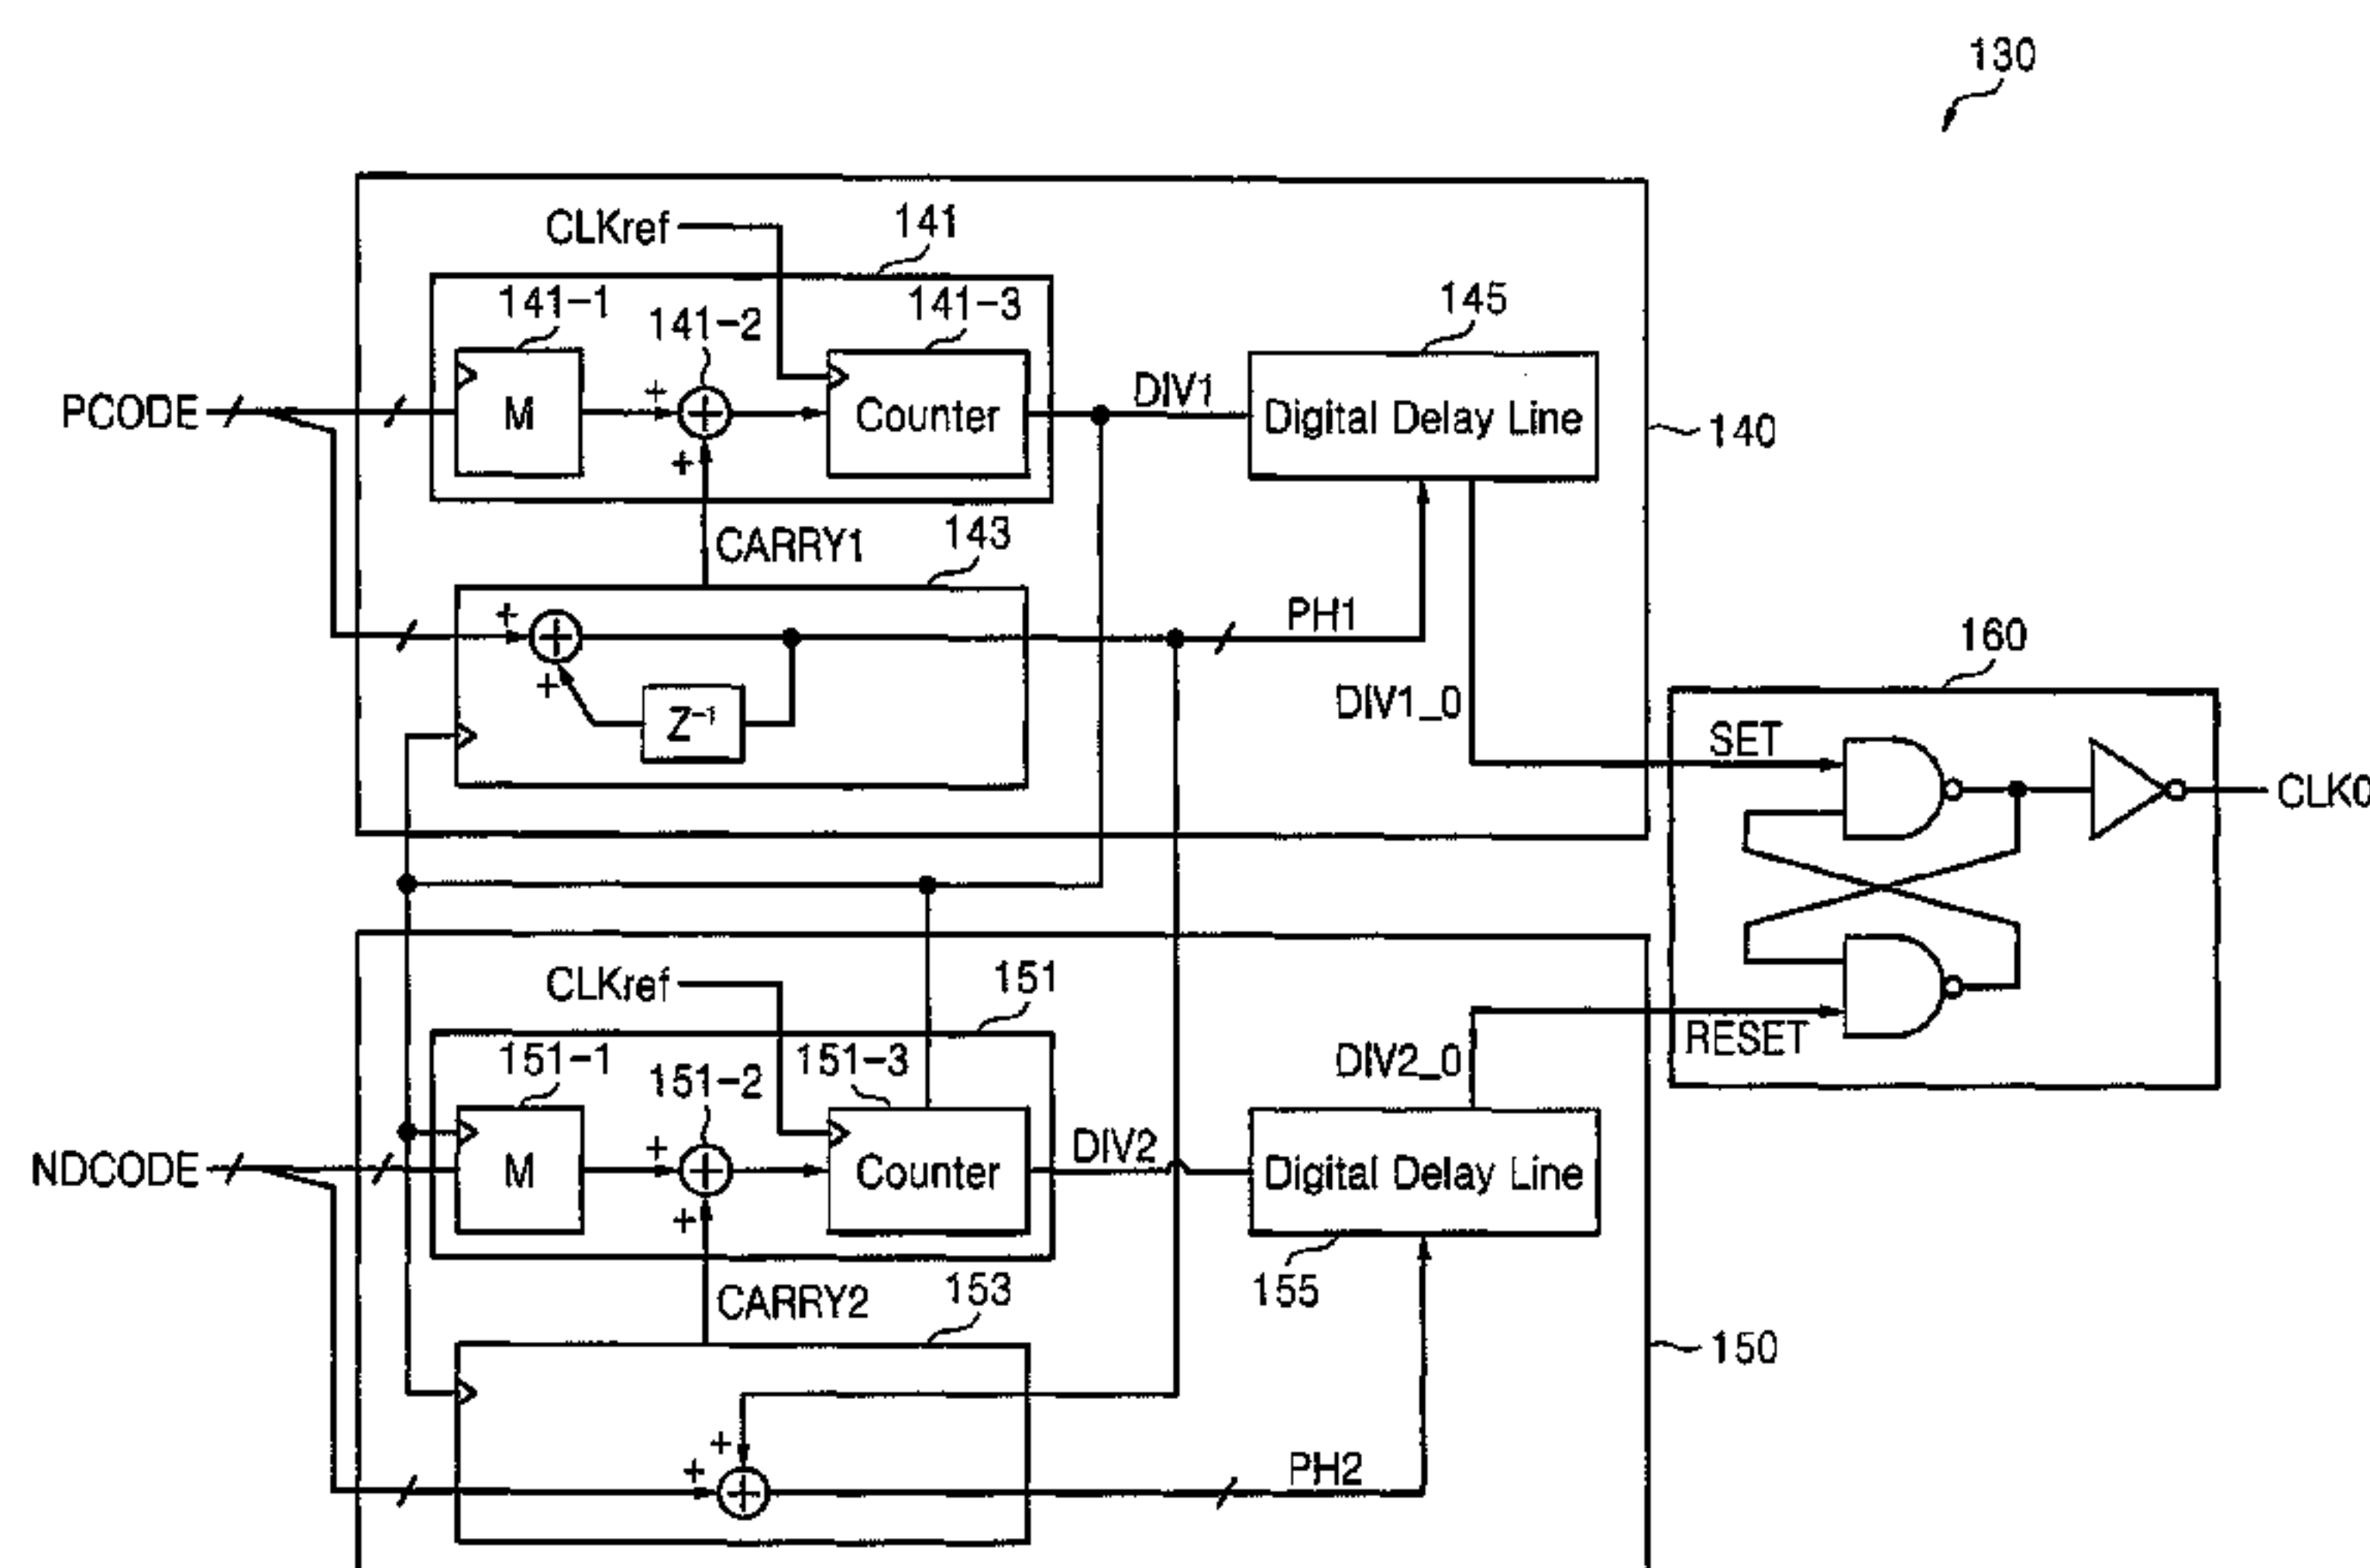 130
CLKref
141
141-1
141-2
141-3
145
PCODE
M
Counter
DIV1
Digital Delay Line
140
CARRY1
143
PH1
Z⁻¹
DIV1_0
160
SET
CLK0
CLKref
151
151-1
151-2
151-3
DIV2_0
RESET
NDCODE
M
Counter
DIV2
Digital Delay Line
CARRY2
153
155
150
PH2